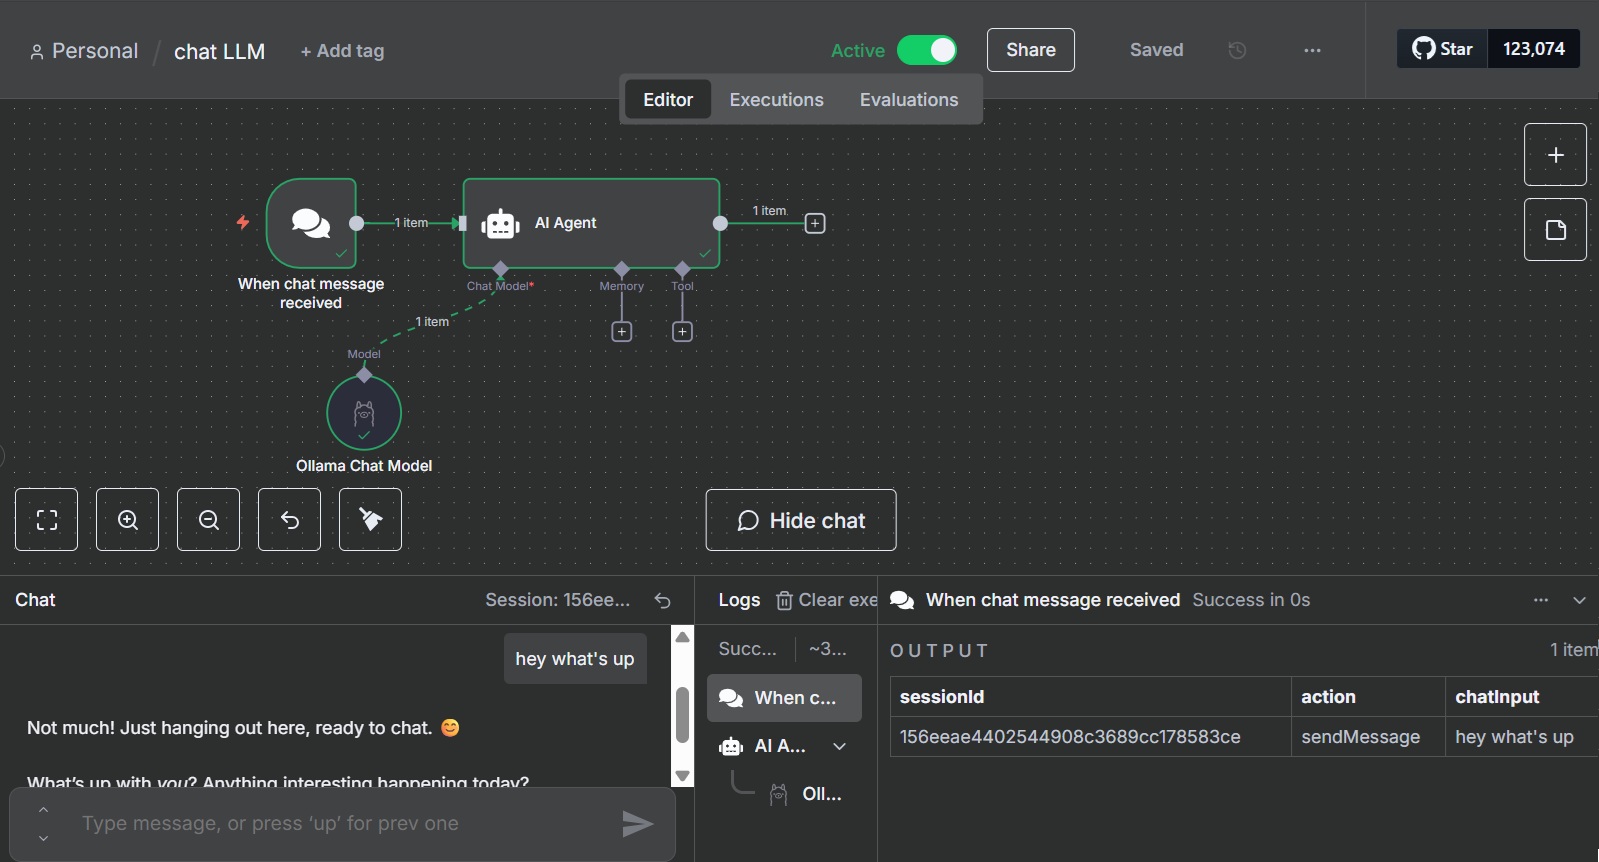 Personal / chat LLM + Add tag Active Share Saved ... Star 123,074
Editor Executions Evaluations
1 item
AI Agent
1 item
When chat message
received
Chat Model*
Memory
Tool
1 item
Model
Ollama Chat Model
Hide chat
Chat Session: 156ee...
hey what's up
Not much! Just hanging out here, ready to chat. 😊
What's up with you? Anything interesting happening today?
Type message, or press ‘up’ for prev one
Logs Clear exe
Succ... ~3...
When c...
AI A...
Oll...
When chat message received Success in 0s ...
OUTPUT 1 item
sessionId action chatInput
156eeae4402544908c3689cc178583ce sendMessage hey what's up